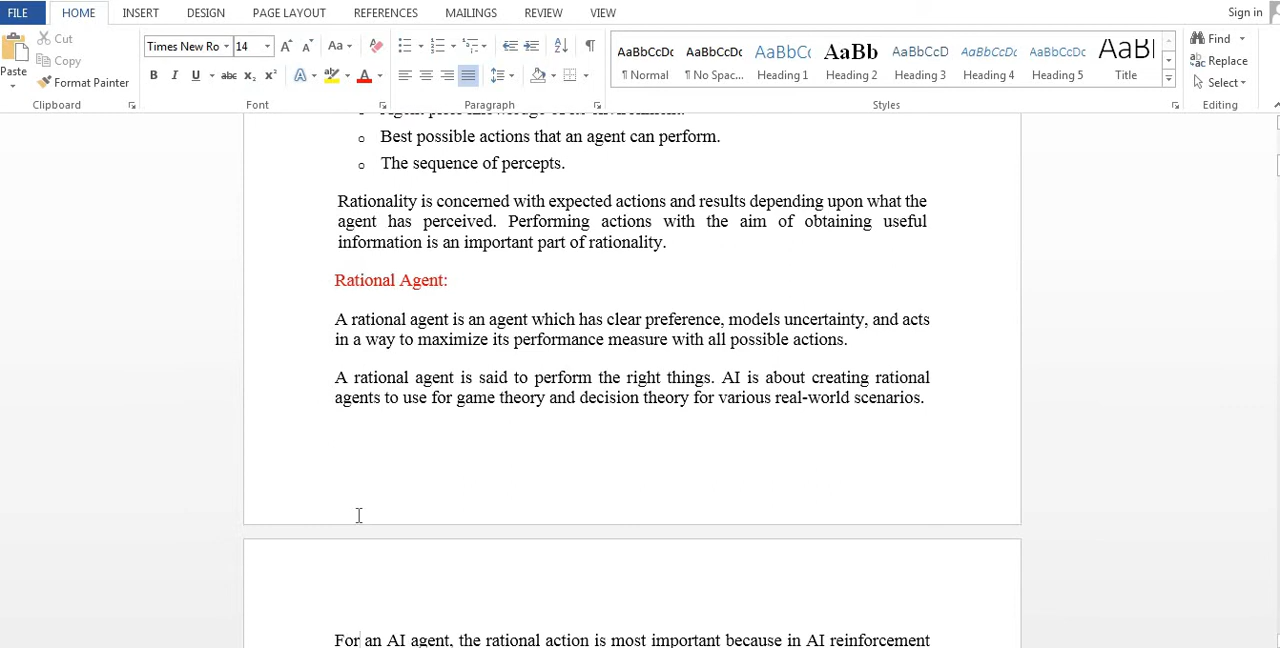 FILE HOME INSERT DESIGN PAGE LAYOUT REFERENCES MAILINGS REVIEW VIEW Sign in
Cut
Copy
Paste
Format Painter
Clipboard
Times New Ro 14 Aa
B I U abc X₂ X² A A
Font
Paragraph
AaBbCcDc AaBbCcDc AaBbC AaBb AaBbCcD AaBbCcDc AaBbCcDc AaB
¶ Normal ¶ No Spac... Heading 1 Heading 2 Heading 3 Heading 4 Heading 5 Title
Styles
Find
Replace
Select
Editing
o Best possible actions that an agent can perform.
o The sequence of percepts.
Rationality is concerned with expected actions and results depending upon what the
agent has perceived. Performing actions with the aim of obtaining useful
information is an important part of rationality.
Rational Agent:
A rational agent is an agent which has clear preference, models uncertainty, and acts
in a way to maximize its performance measure with all possible actions.
A rational agent is said to perform the right things. AI is about creating rational
agents to use for game theory and decision theory for various real-world scenarios.
For an AI agent, the rational action is most important because in AI reinforcement